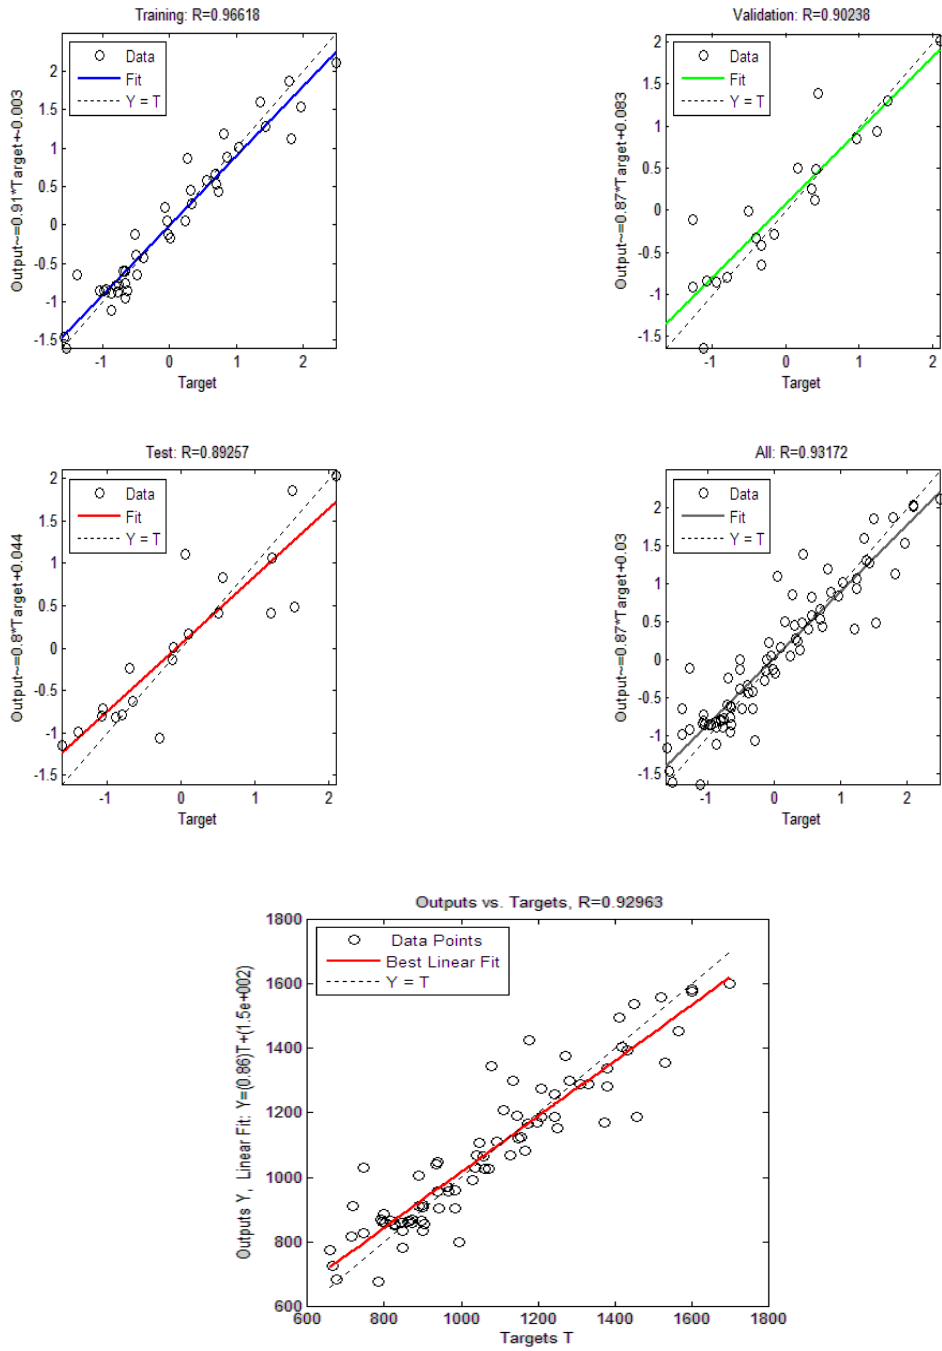 Training: R=0.96618
Data
Fit
Y = T
Output~=0.91*Target+-0.003
2
1.5
1
0.5
0
-0.5
-1
-1.5
-1 0 1 2
Target
Validation: R=0.90238
Data
Fit
Y = T
Output~=0.87*Target+0.083
2
1.5
1
0.5
0
-0.5
-1
-1.5
-1 0 1 2
Target
Test: R=0.89257
Data
Fit
Y = T
Output~=0.8*Target+0.044
2
1.5
1
0.5
0
-0.5
-1
-1.5
-1 0 1 2
Target
All: R=0.93172
Data
Fit
Y = T
Output~=0.87*Target+0.03
2
1.5
1
0.5
0
-0.5
-1
-1.5
-1 0 1 2
Target
Outputs vs. Targets, R=0.92963
Data Points
Best Linear Fit
Y = T
Outputs Y, Linear Fit: Y=(0.86)T+(1.5e+002)
1800
1600
1400
1200
1000
800
600
600 800 1000 1200 1400 1600 1800
Targets T